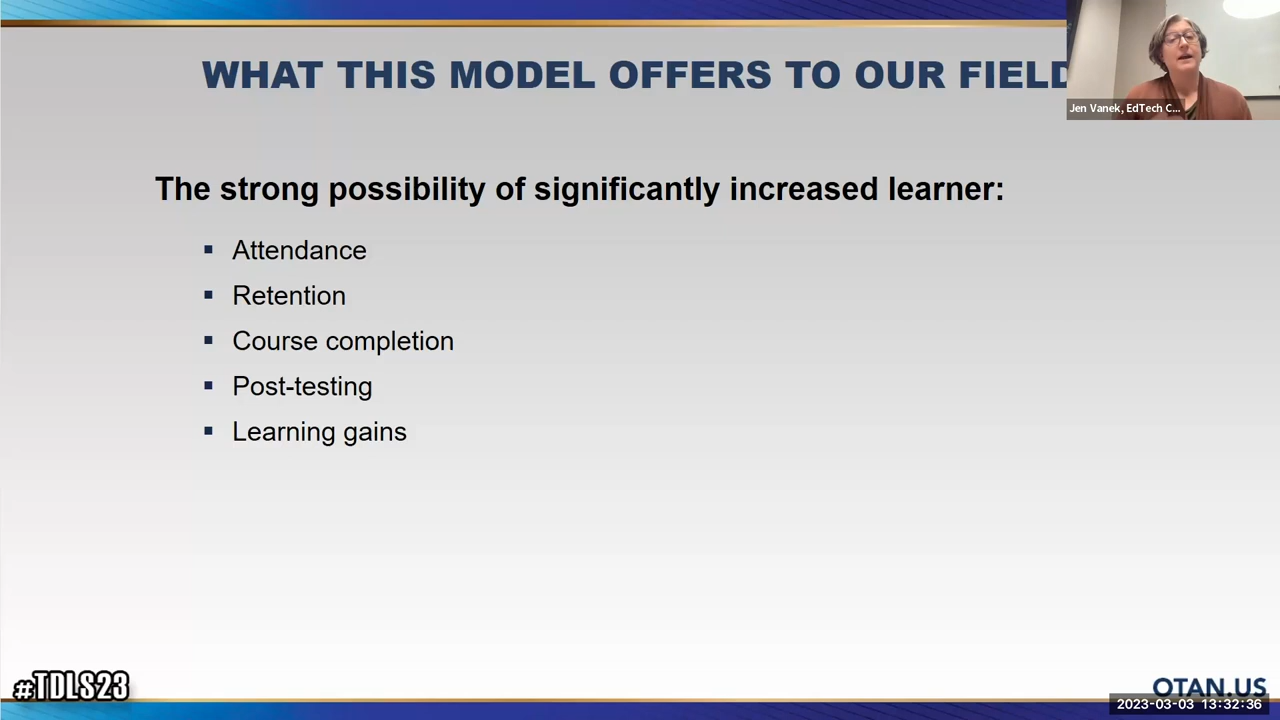 WHAT THIS MODEL OFFERS TO OUR FIELD
Jen Vanek, EdTech C...
The strong possibility of significantly increased learner:
▪ Attendance
▪ Retention
▪ Course completion
▪ Post-testing
▪ Learning gains
#TDLS23
OTAN.US
2023-03-03 13:32:36